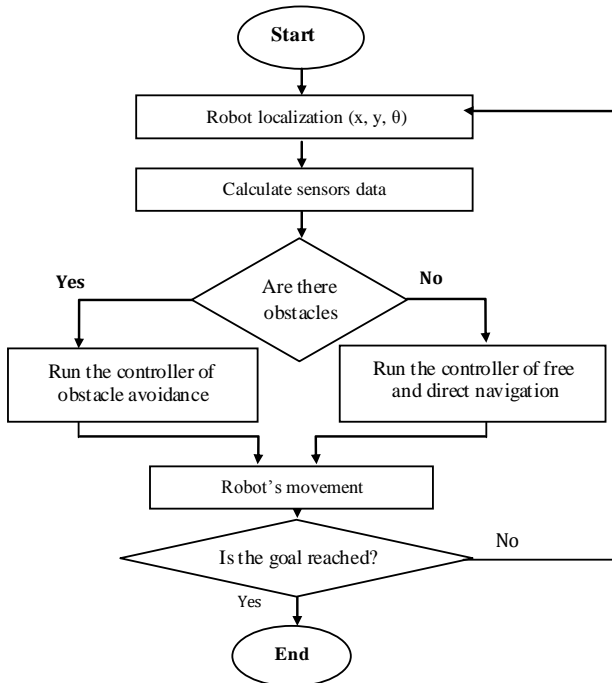 Start
Robot localization (x, y, θ)
Calculate sensors data
Are there
obstacles
Yes
No
Run the controller of
obstacle avoidance
Run the controller of free
and direct navigation
Robot’s movement
Is the goal reached?
No
Yes
End